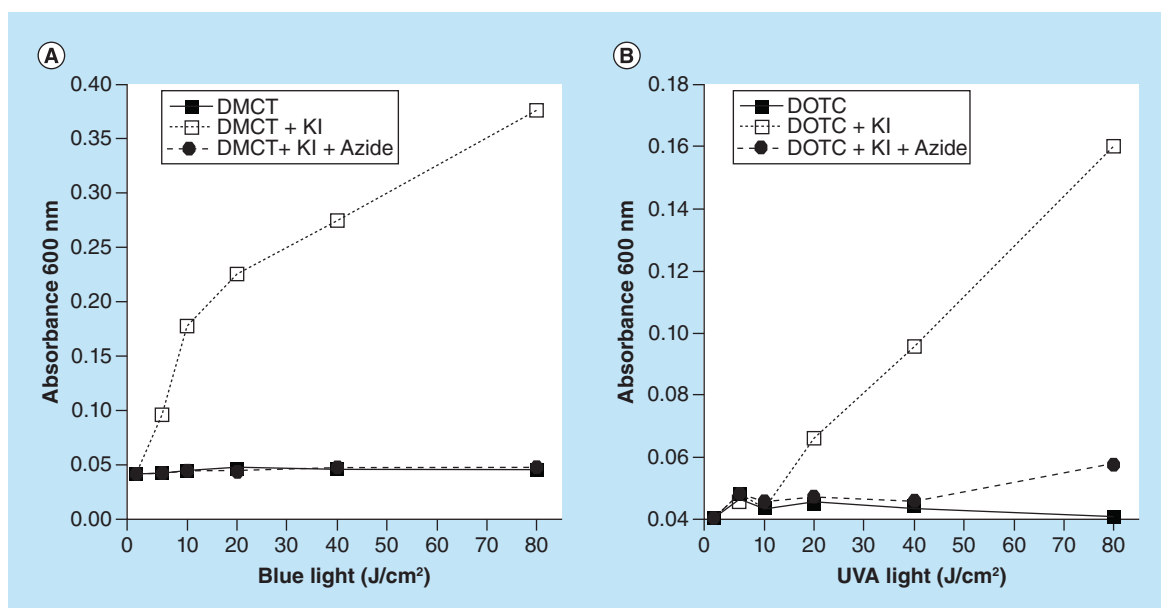 A
Absorbance 600 nm
0.40
0.35
0.30
0.25
0.20
0.15
0.10
0.05
0.00
DMCT
DMCT + KI
DMCT+ KI + Azide
0 10 20 30 40 50 60 70 80
Blue light (J/cm²)
B
Absorbance 600 nm
0.18
0.16
0.14
0.12
0.10
0.08
0.06
0.04
DOTC
DOTC + KI
DOTC + KI + Azide
0 10 20 30 40 50 60 70 80
UVA light (J/cm²)